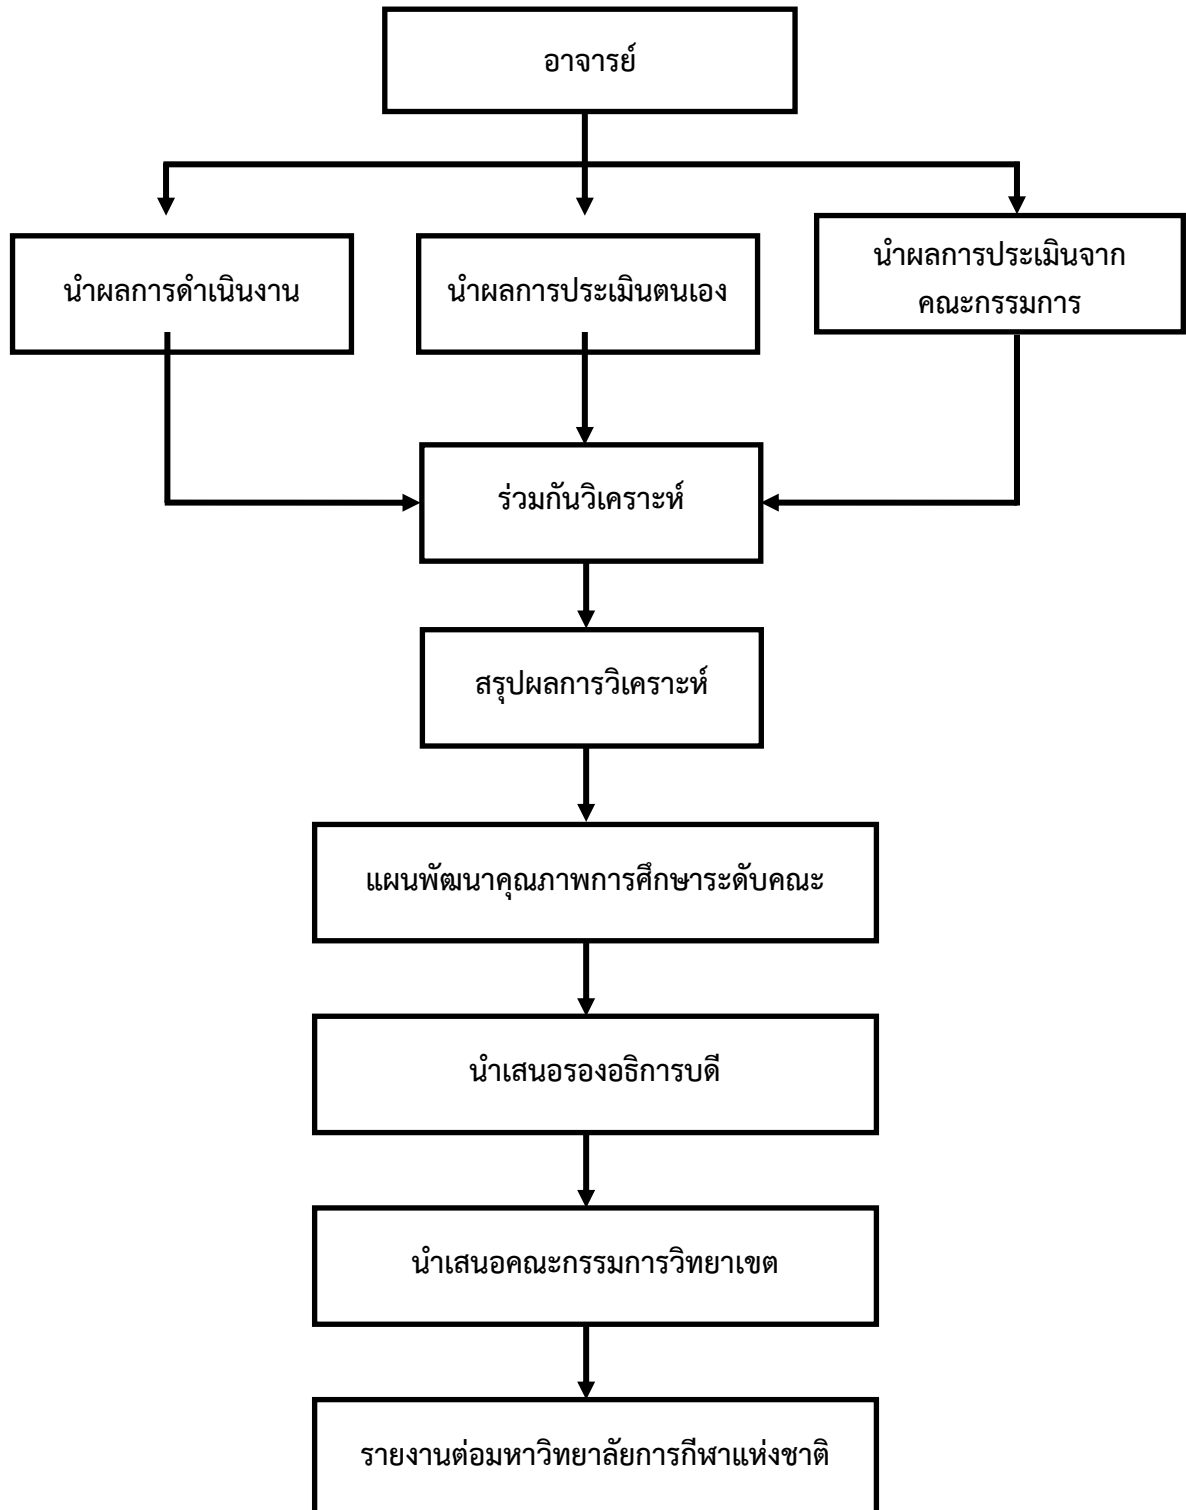 อาจารย์
นำผลการดำเนินงาน
นำผลการประเมินตนเอง
นำผลการประเมินจาก
คณะกรรมการ
ร่วมกันวิเคราะห์
สรุปผลการวิเคราะห์
แผนพัฒนาคุณภาพการศึกษาระดับคณะ
นำเสนอรองอธิการบดี
นำเสนอคณะกรรมการวิทยาเขต
รายงานต่อมหาวิทยาลัยการกีฬาแห่งชาติ